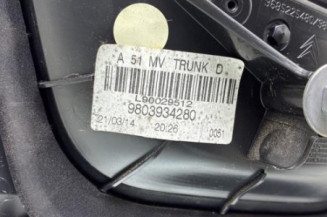 A 51 MV TRUNK D.
L96029512
9803934280
21/03/14 20:26 0051